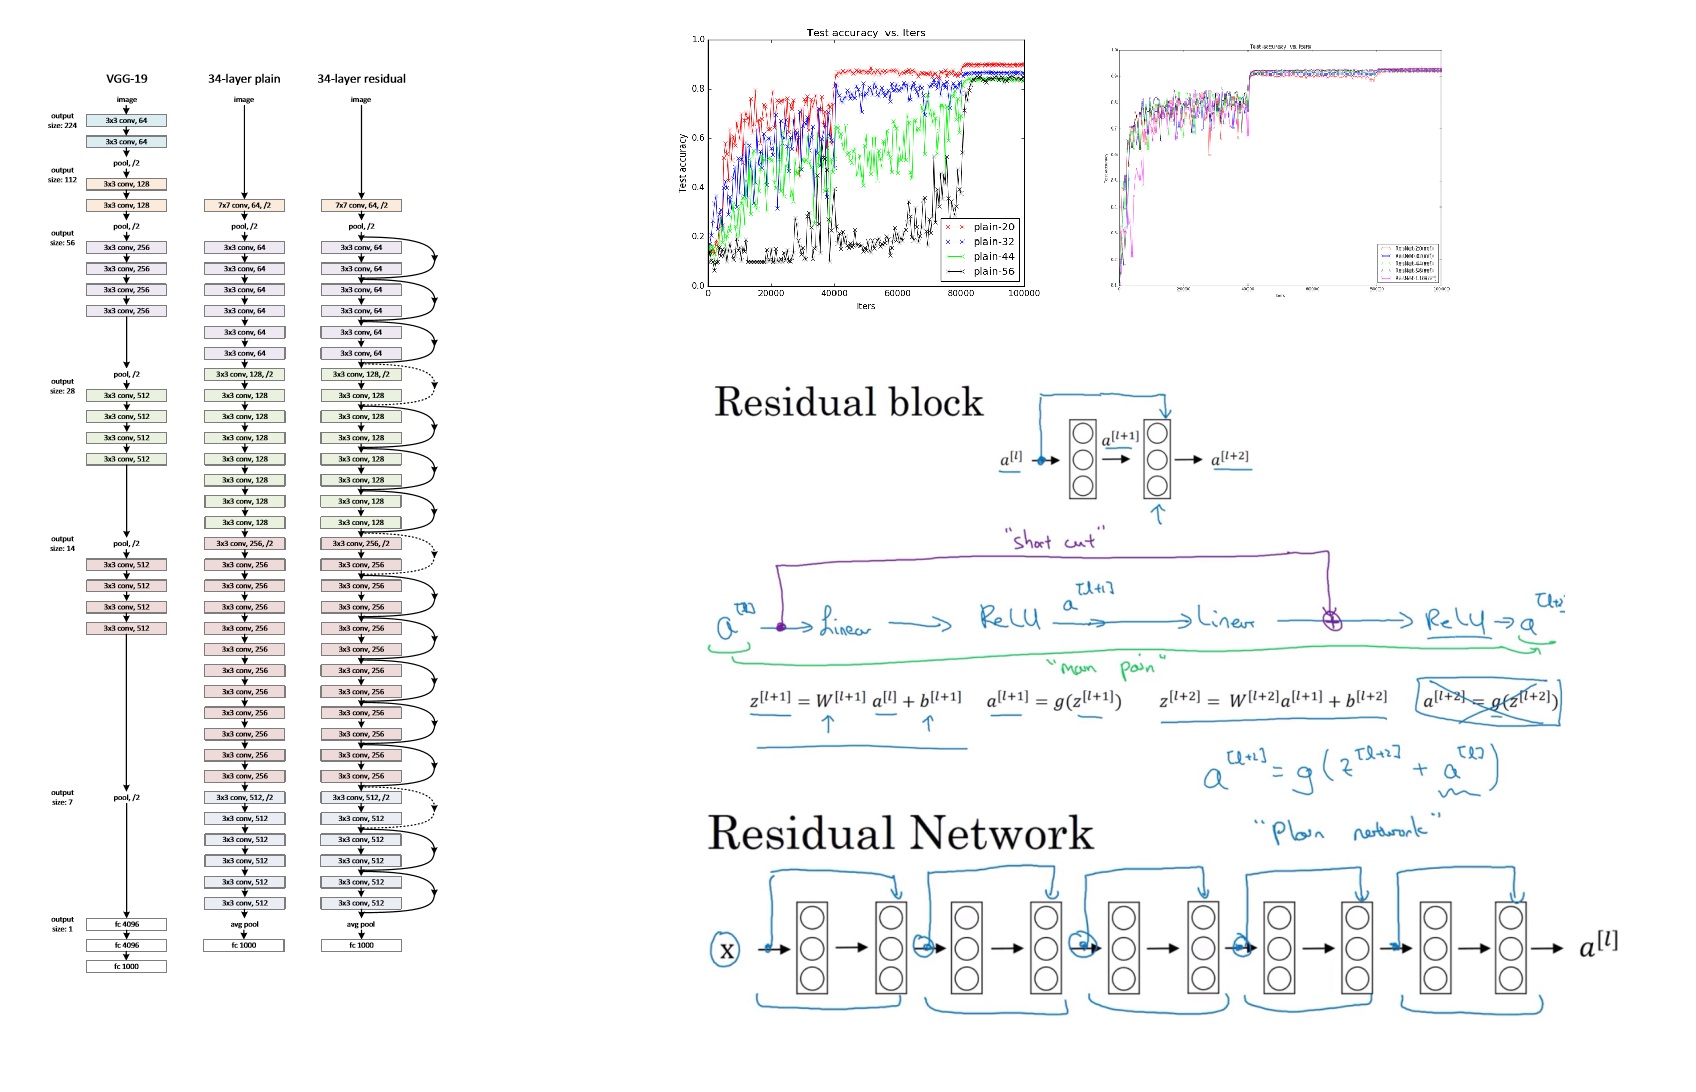 VGG-19
image
output
size: 224
3x3 conv, 64
3x3 conv, 64
pool, /2
output
size: 112
3x3 conv, 128
3x3 conv, 128
pool, /2
output
size: 56
3x3 conv, 256
3x3 conv, 256
3x3 conv, 256
3x3 conv, 256
pool, /2
output
size: 28
3x3 conv, 512
3x3 conv, 512
3x3 conv, 512
3x3 conv, 512
pool, /2
output
size: 14
3x3 conv, 512
3x3 conv, 512
3x3 conv, 512
3x3 conv, 512
output
size: 7
pool, /2
output
size: 1
fc 4096
fc 4096
fc 1000
34-layer plain
image
7x7 conv, 64, /2
pool, /2
3x3 conv, 64
3x3 conv, 64
3x3 conv, 64
3x3 conv, 64
3x3 conv, 64
3x3 conv, 64
3x3 conv, 128, /2
3x3 conv, 128
3x3 conv, 128
3x3 conv, 128
3x3 conv, 128
3x3 conv, 128
3x3 conv, 128
3x3 conv, 128
3x3 conv, 256, /2
3x3 conv, 256
3x3 conv, 256
3x3 conv, 256
3x3 conv, 256
3x3 conv, 256
3x3 conv, 256
3x3 conv, 256
3x3 conv, 256
3x3 conv, 256
3x3 conv, 256
3x3 conv, 256
3x3 conv, 512, /2
3x3 conv, 512
3x3 conv, 512
3x3 conv, 512
3x3 conv, 512
3x3 conv, 512
avg pool
fc 1000
34-layer residual
image
7x7 conv, 64, /2
pool, /2
3x3 conv, 64
3x3 conv, 64
3x3 conv, 64
3x3 conv, 64
3x3 conv, 64
3x3 conv, 64
3x3 conv, 128, /2
3x3 conv, 128
3x3 conv, 128
3x3 conv, 128
3x3 conv, 128
3x3 conv, 128
3x3 conv, 128
3x3 conv, 128
3x3 conv, 256, /2
3x3 conv, 256
3x3 conv, 256
3x3 conv, 256
3x3 conv, 256
3x3 conv, 256
3x3 conv, 256
3x3 conv, 256
3x3 conv, 256
3x3 conv, 256
3x3 conv, 256
3x3 conv, 256
3x3 conv, 512, /2
3x3 conv, 512
3x3 conv, 512
3x3 conv, 512
3x3 conv, 512
3x3 conv, 512
avg pool
fc 1000
Test accuracy vs. Iters
1.0
0.8
0.6
0.4
0.2
0.0
Test accuracy
plain-20
plain-32
plain-44
plain-56
0 20000 40000 60000 80000 100000
Iters
Test accuracy vs. Iters
Residual block
a[l] a[l+1] a[l+2]
"short cut"
a[l] Linear ReLU a[l+1] Linear ReLU a
"main
z[l+1] = W[l+1] a[l] + b[l+1] a[l+1] = g(z[l+1]) z[l+2] = W[l+2]a[l+1] + b[l+2] a[l+2] = g(z[l+2])
a[l+2] = g(z[l+2] + a[l])
"Plain network"
Residual Network
x a[l]